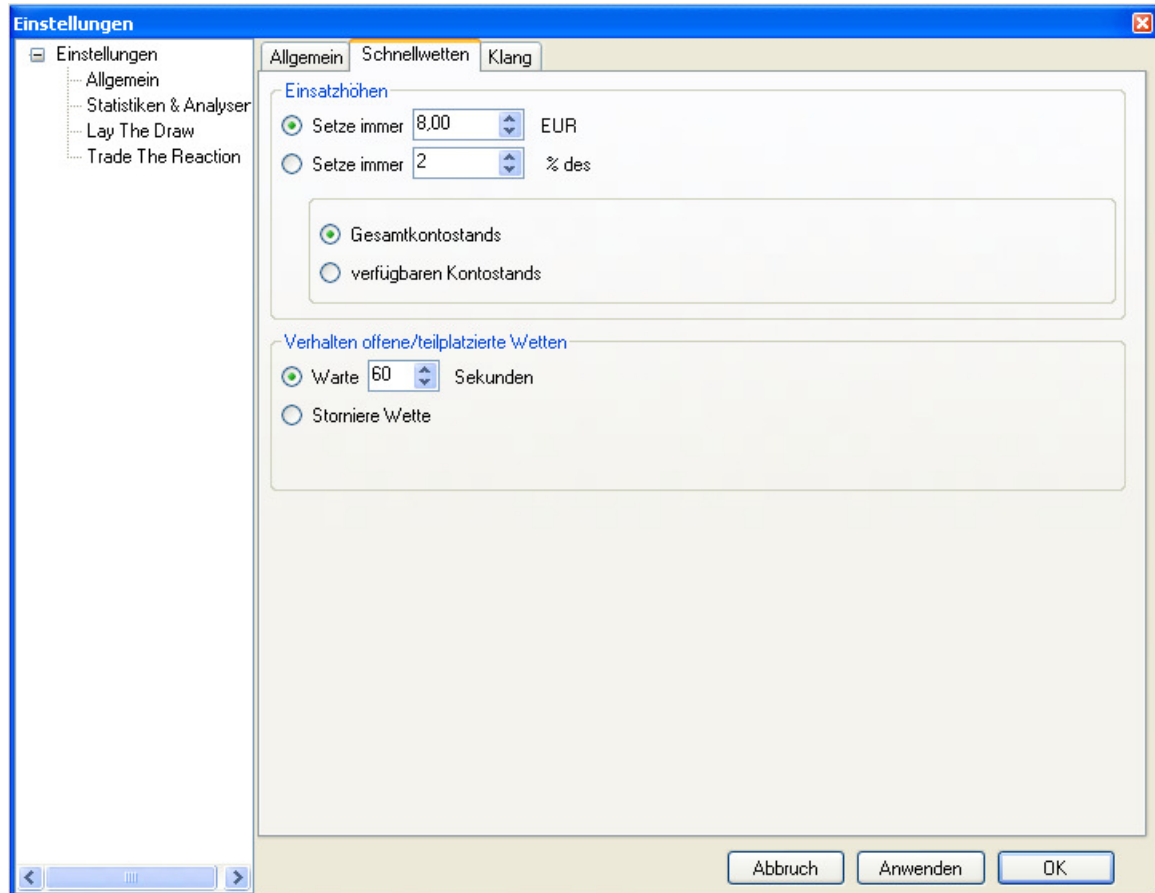 Einstellungen
Einstellungen
Allgemein
Statistiken & Analyser
Lay The Draw
Trade The Reaction
Allgemein Schnellwetten Klang
Einsatzhöhen
Setze immer 8,00 EUR
Setze immer 2 % des
Gesamtkontostands
verfügbaren Kontostands
Verhalten offene/teilplatzierte Wetten
Warte 60 Sekunden
Storniere Wette
Abbruch Anwenden OK